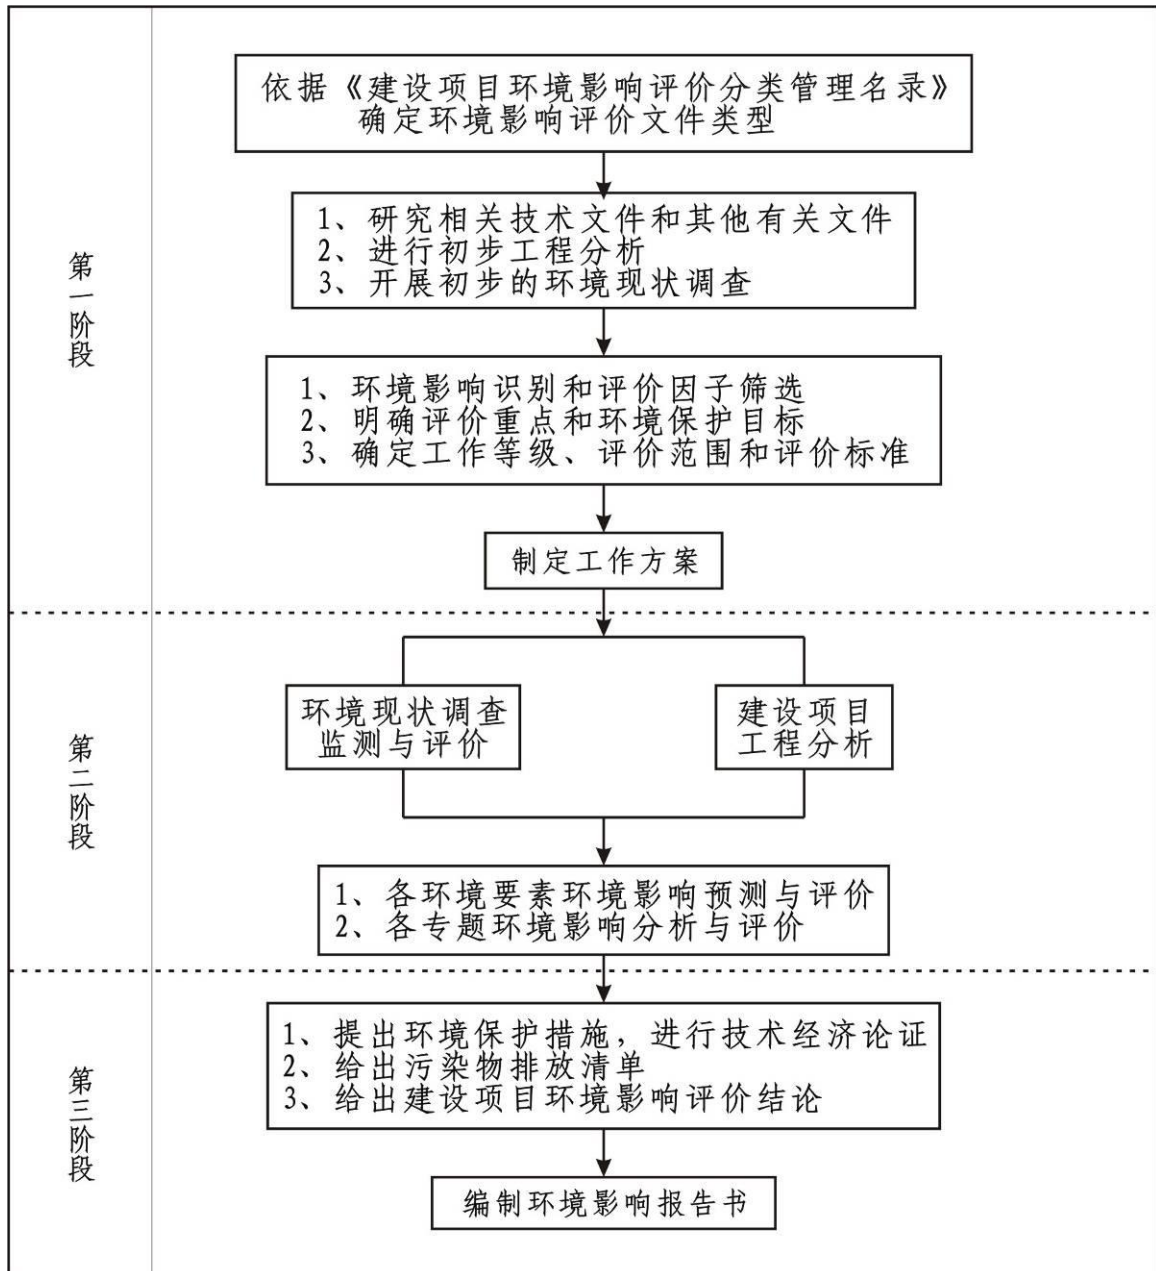 依据《建设项目环境影响评价分类管理名录》
确定环境影响评价文件类型
1、研究相关技术文件和其他有关文件
2、进行初步工程分析
3、开展初步的环境现状调查
第一阶段
1、环境影响识别和评价因子筛选
2、明确评价重点和环境保护目标
3、确定工作等级、评价范围和评价标准
制定工作方案
环境现状调查
监测与评价
建设项目
工程分析
第二阶段
1、各环境要素环境影响预测与评价
2、各专题环境影响分析与评价
1、提出环境保护措施，进行技术经济论证
2、给出污染物排放清单
3、给出建设项目环境影响评价结论
第三阶段
编制环境影响报告书